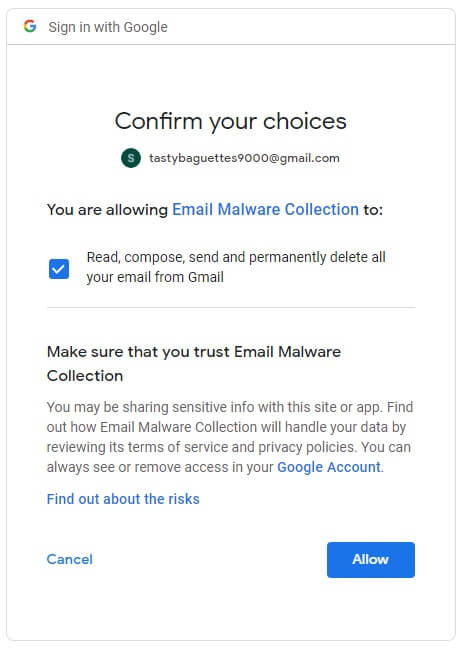 Sign in with Google
Confirm your choices
S tastybaguettes9000@gmail.com
You are allowing Email Malware Collection to:
Read, compose, send and permanently delete all
your email from Gmail
Make sure that you trust Email Malware
Collection
You may be sharing sensitive info with this site or app. Find
out how Email Malware Collection will handle your data by
reviewing its terms of service and privacy policies. You can
always see or remove access in your Google Account.
Find out about the risks
Cancel
Allow